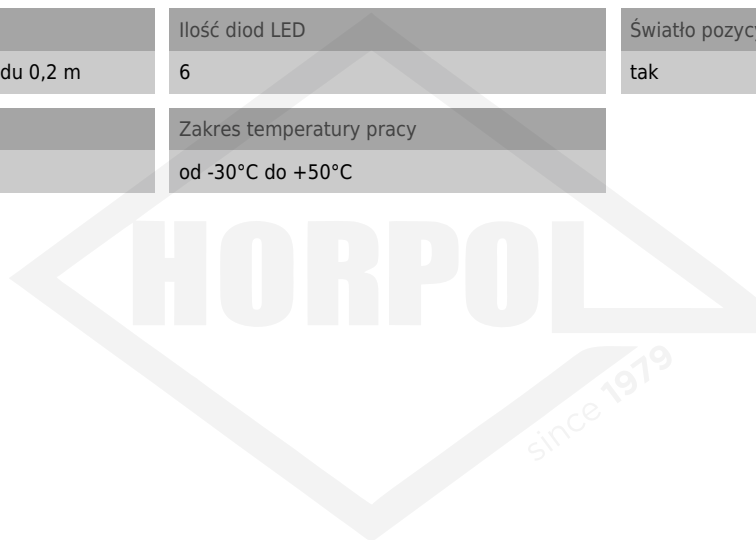 Ilość diod LED
Światło pozyc
du 0,2 m
6
tak
Zakres temperatury pracy
od -30°C do +50°C
HORPOL
since 1979